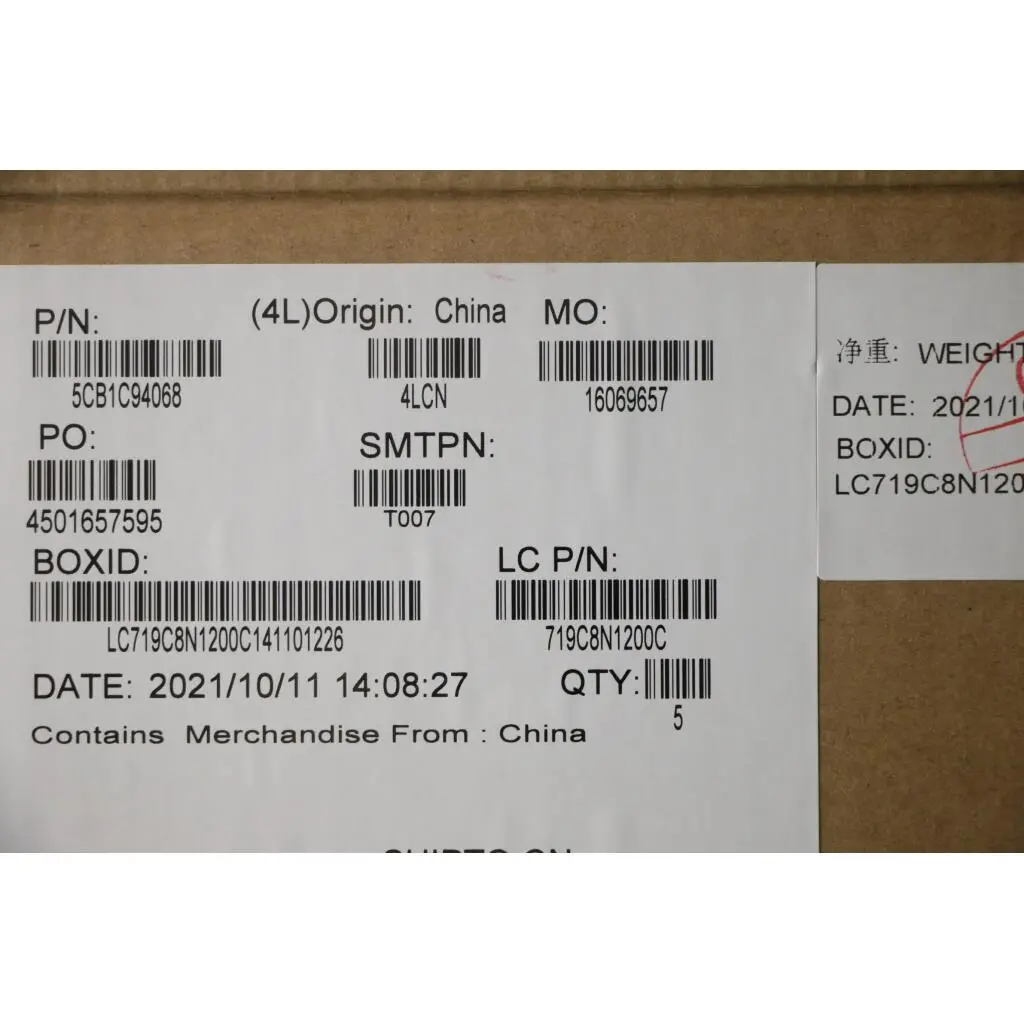 P/N:
(4L)Origin: China
MO:
5CB1C94068
4LCN
16069657
PO:
SMTPN:
4501657595
T007
BOXID:
LC P/N:
LC719C8N1200C141101226
719C8N1200C
DATE: 2021/10/11 14:08:27
QTY:
5
Contains Merchandise From : China
净重: WEIGHT
DATE: 2021/1
BOXID:
LC719C8N120